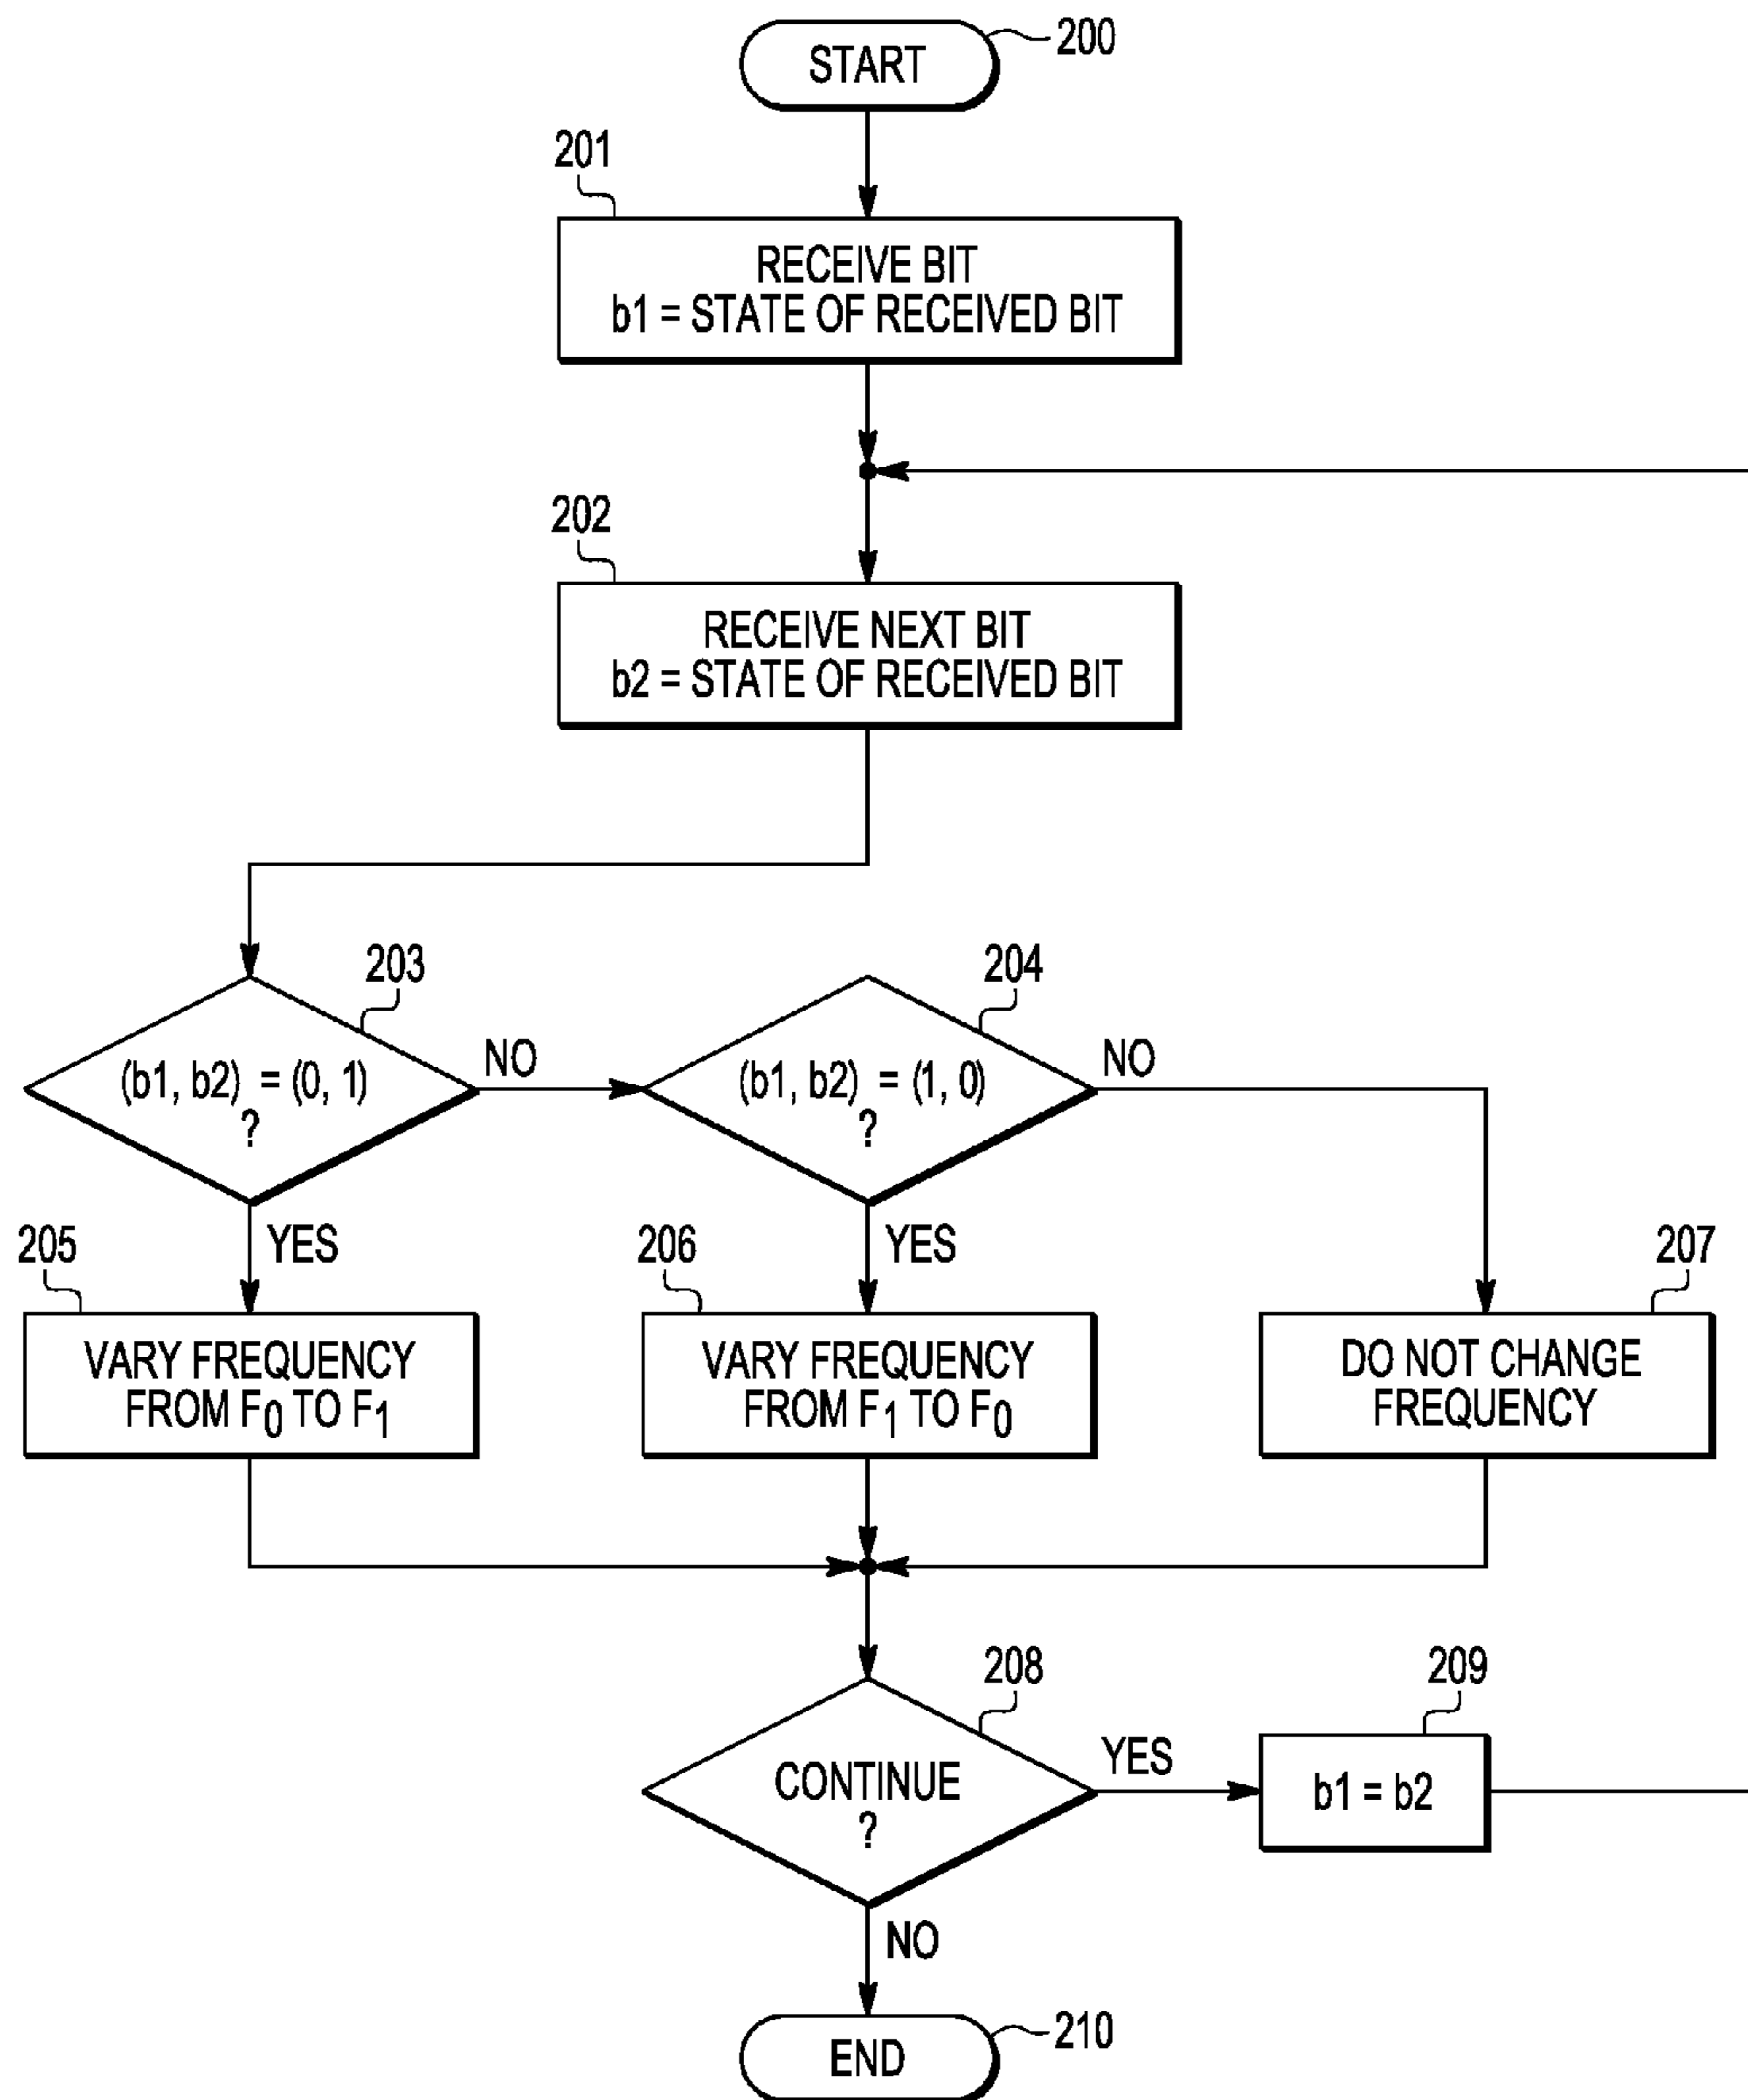 START
200
201
RECEIVE BIT
b1 = STATE OF RECEIVED BIT
202
RECEIVE NEXT BIT
b2 = STATE OF RECEIVED BIT
203
(b1, b2) = (0, 1)
?
NO
204
(b1, b2) = (1, 0)
?
NO
YES
YES
205
VARY FREQUENCY
FROM F₀ TO F₁
206
VARY FREQUENCY
FROM F₁ TO F₀
207
DO NOT CHANGE
FREQUENCY
208
CONTINUE
?
YES
209
b1 = b2
NO
END
210